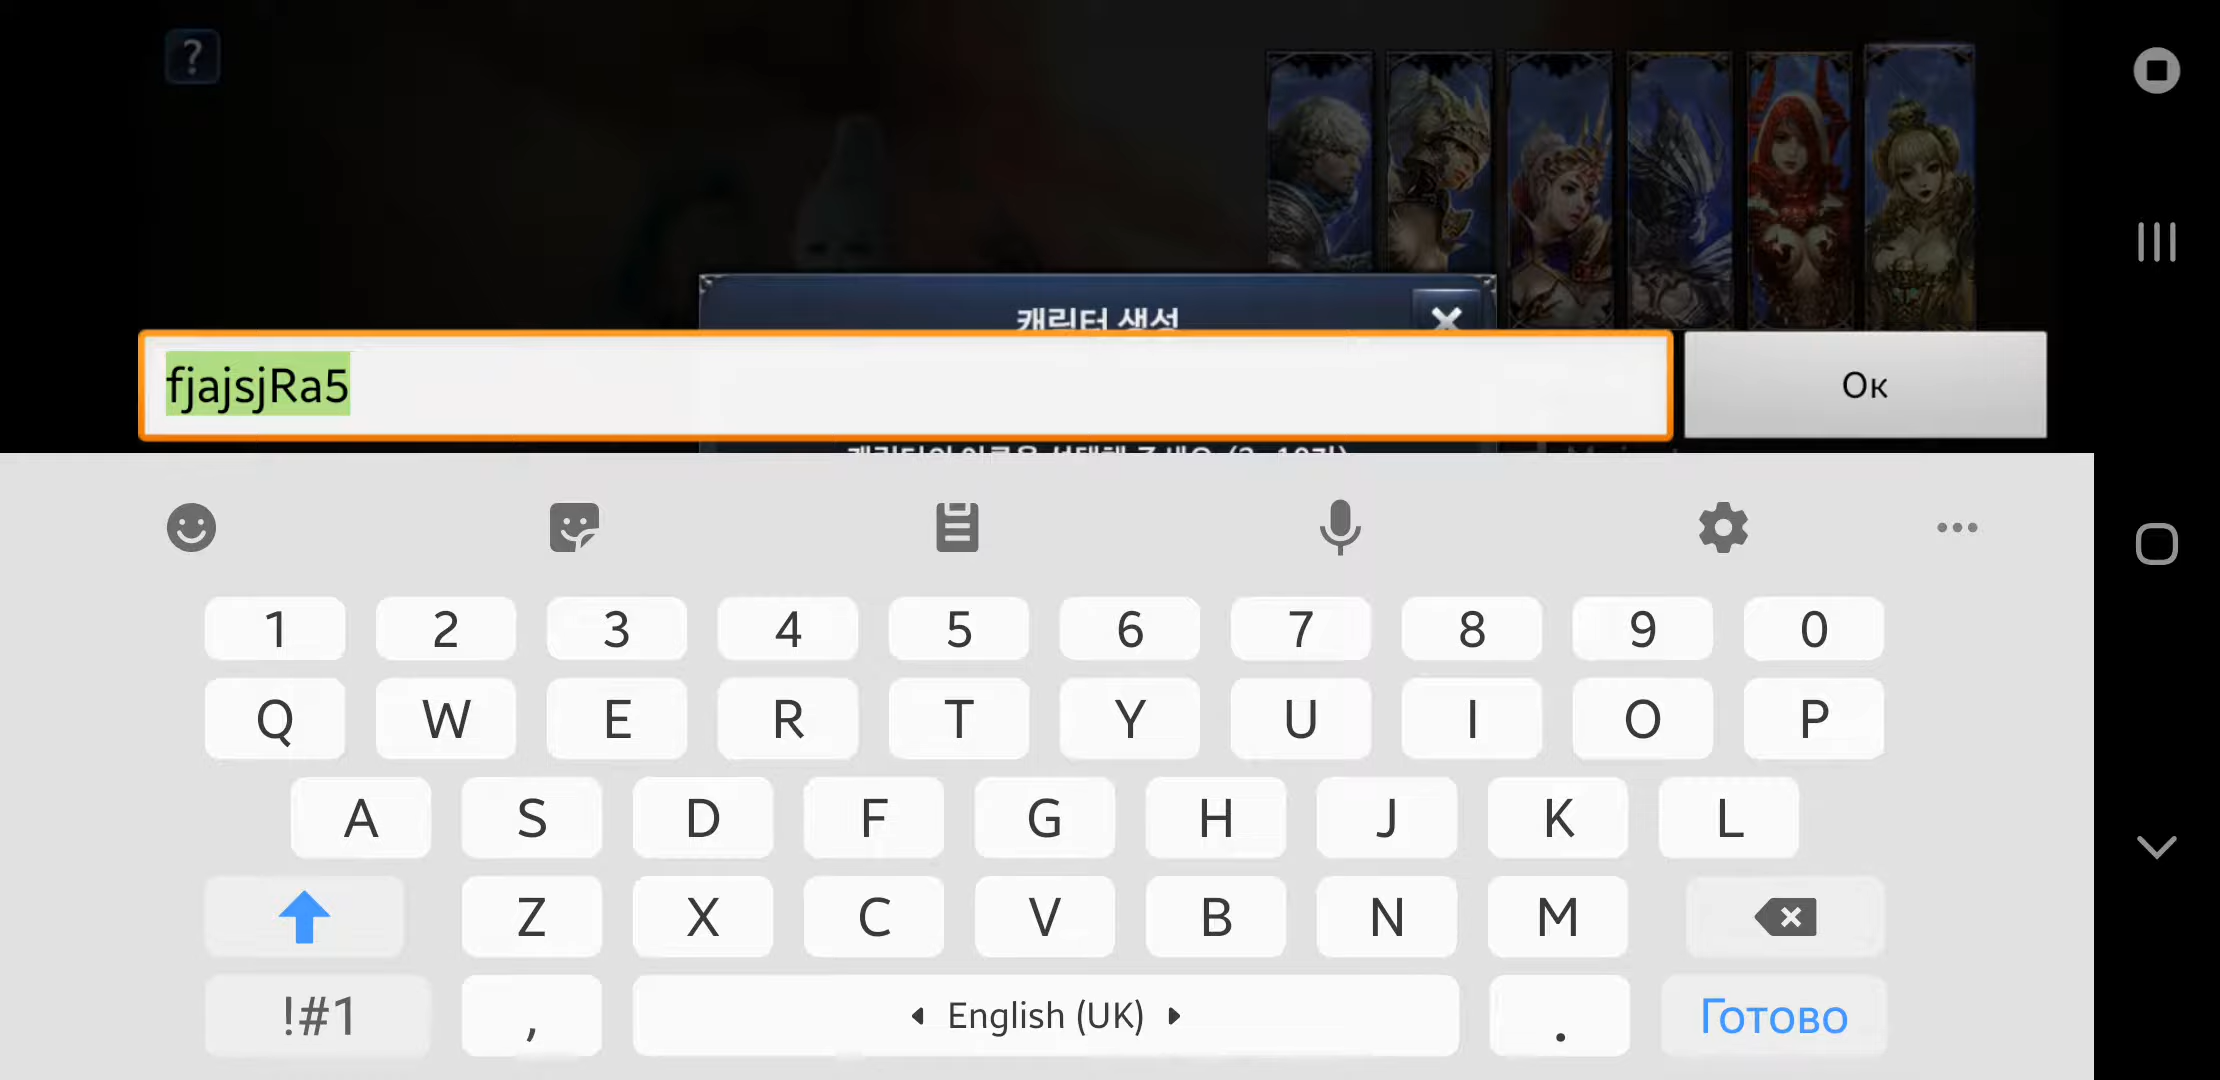 ?
캐릭터 생성
fjajsjRa5
Ок
1 2 3 4 5 6 7 8 9 0
Q W E R T Y U I O P
A S D F G H J K L
Z X C V B N M
!#1 , English (UK) . Готово